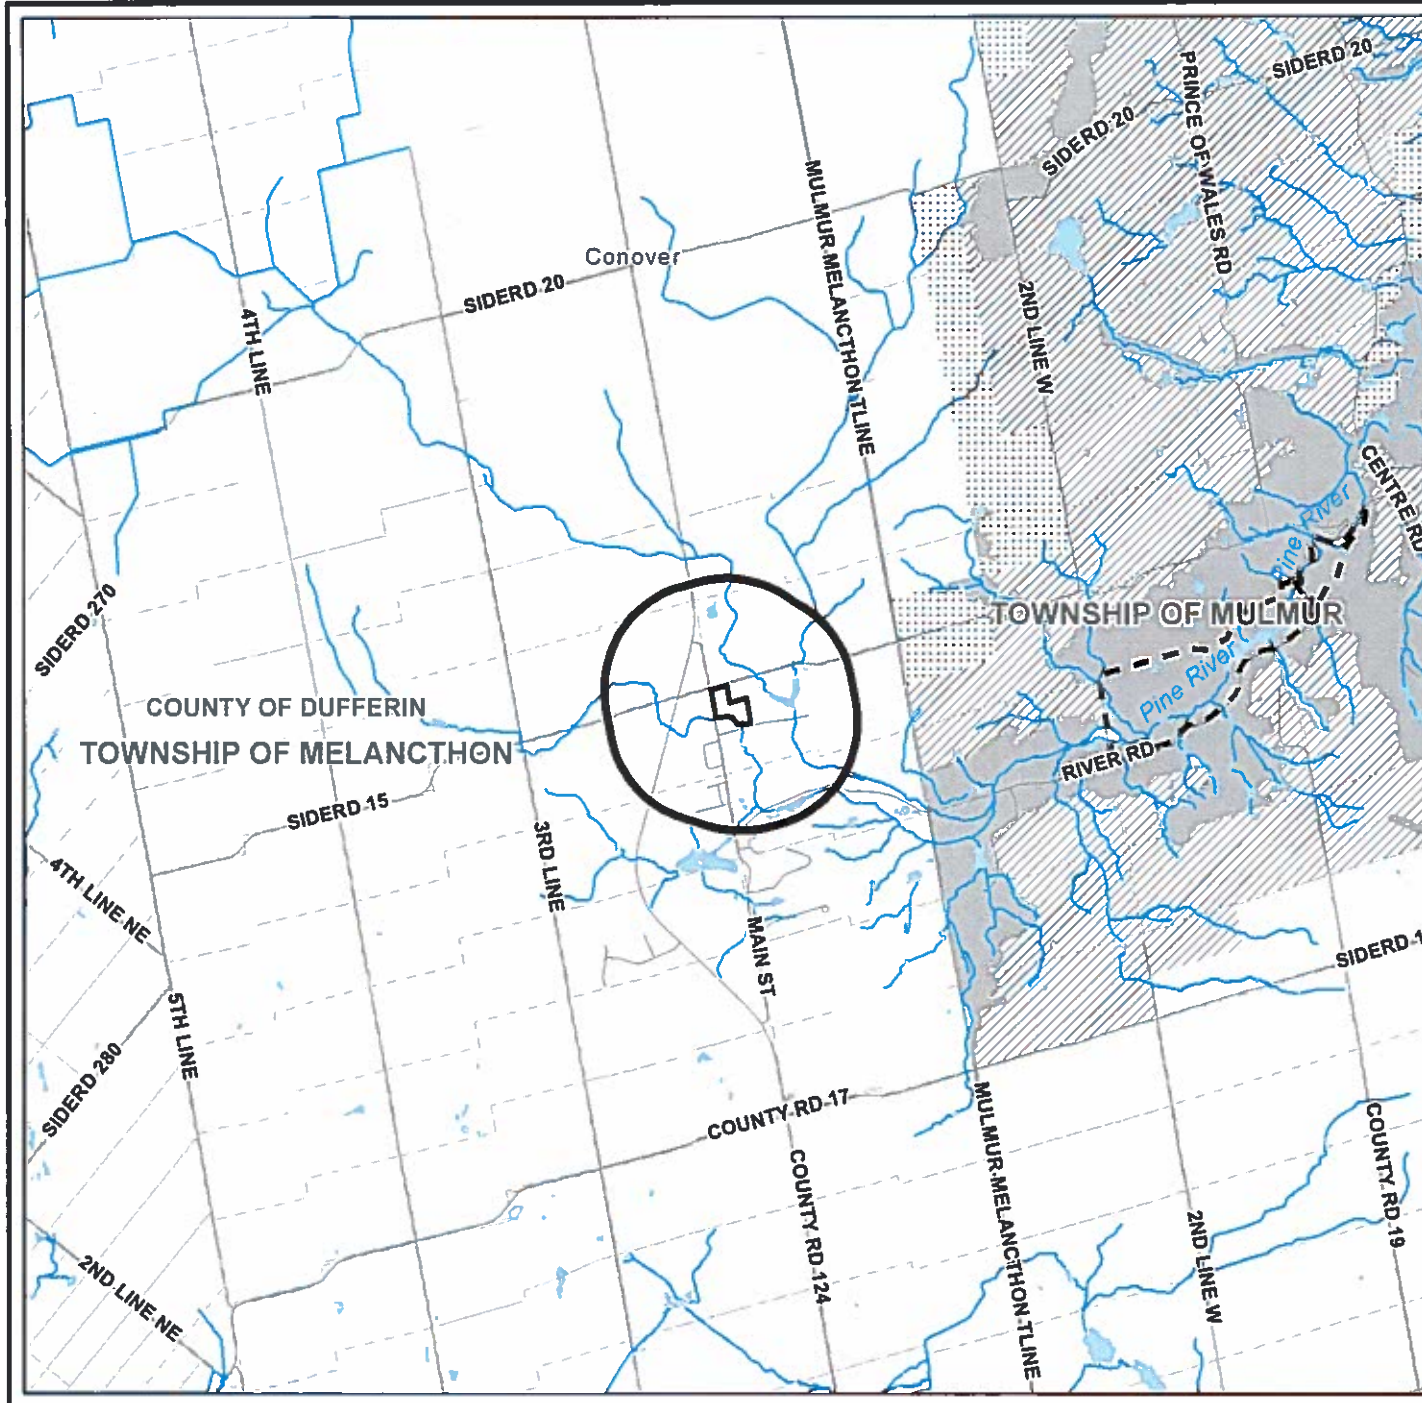 SIDERD 20
PRINCE OF WALES RD
SIDERD 20
MULMUR-MELANCTHON TLINE
Conover
SIDERD 20
2ND LINE W
4TH LINE
CENTRE RD
Pine River
SIDERD 270
TOWNSHIP OF MULMUR
Pine River
COUNTY OF DUFFERIN
TOWNSHIP OF MELANCTHON
RIVER RD
SIDERD 15
3RD LINE
4TH LINE NE
MAIN ST
SIDERD 1
5TH LINE
SIDERD 280
COUNTY RD 17
MULMUR-MELANCTHON TLINE
COUNTY RD 19
COUNTY RD 124
2ND LINE W
2ND LINE NE